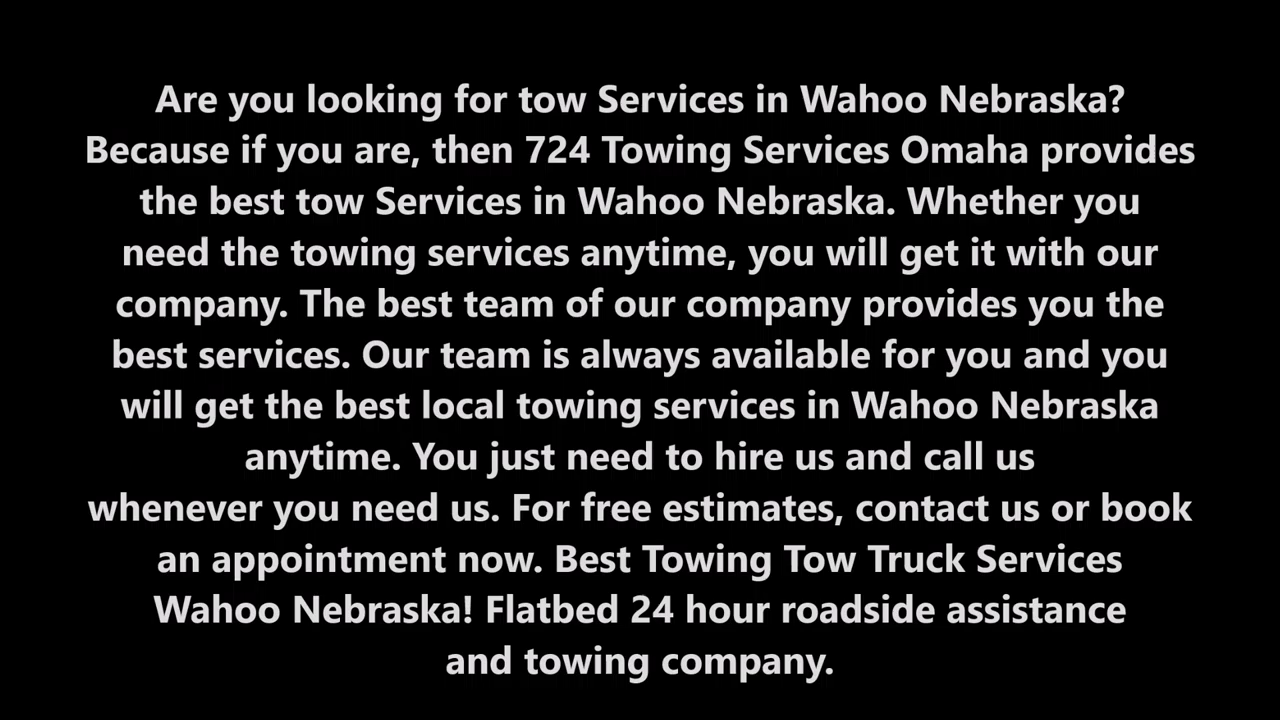 Are you looking for tow Services in Wahoo Nebraska?
Because if you are, then 724 Towing Services Omaha provides
the best tow Services in Wahoo Nebraska. Whether you
need the towing services anytime, you will get it with our
company. The best team of our company provides you the
best services. Our team is always available for you and you
will get the best local towing services in Wahoo Nebraska
anytime. You just need to hire us and call us
whenever you need us. For free estimates, contact us or book
an appointment now. Best Towing Tow Truck Services
Wahoo Nebraska! Flatbed 24 hour roadside assistance
and towing company.